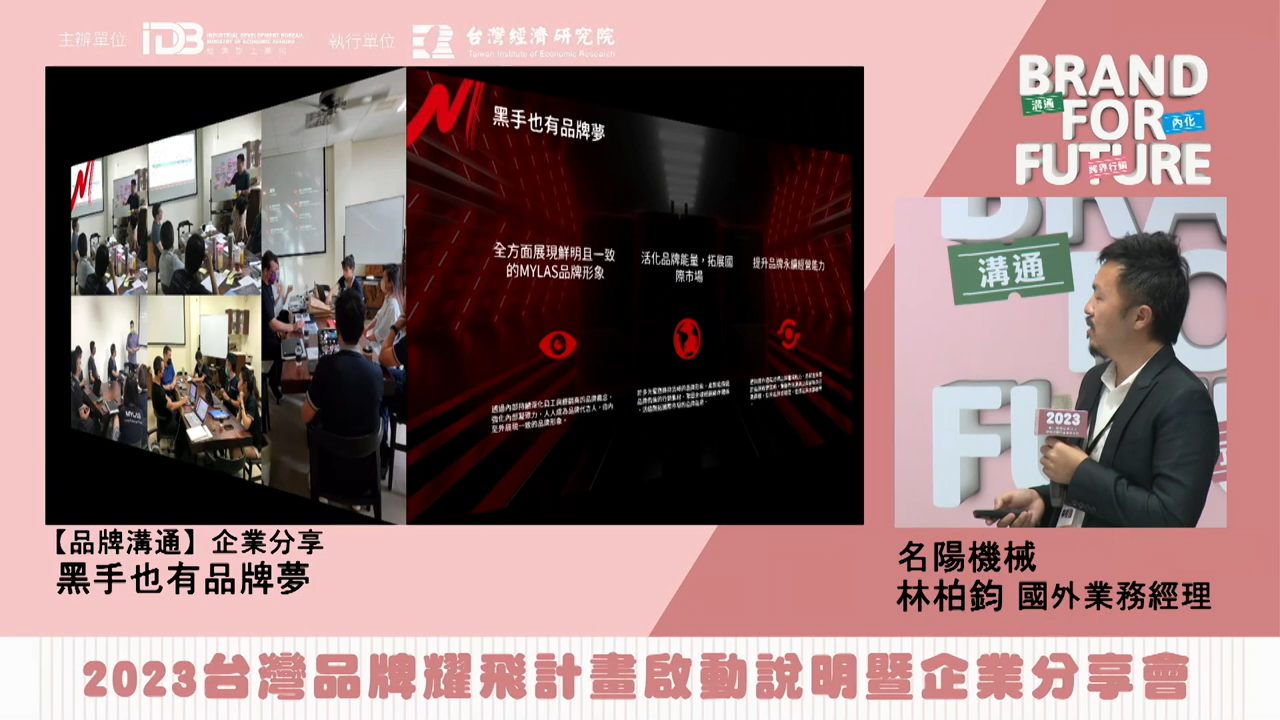 主辦單位
iDB
INDUSTRIAL DEVELOPMENT BUREAU,
MINISTRY OF ECONOMIC AFFAIRS
經濟部工業局
執行單位
台灣經濟研究院
Taiwan Institute of Economic Research
BRAND
溝通
FOR
內化
FUTURE
跨界行銷
黑手也有品牌夢
全方面展現鮮明且一致
的MYLAS品牌形象
活化品牌能量，拓展國
際市場
提升品牌永續經營能力
MYLAS
溝通
2023
【品牌溝通】企業分享
黑手也有品牌夢
名陽機械
林柏鈞 國外業務經理
2023台灣品牌耀飛計畫啟動說明暨企業分享會